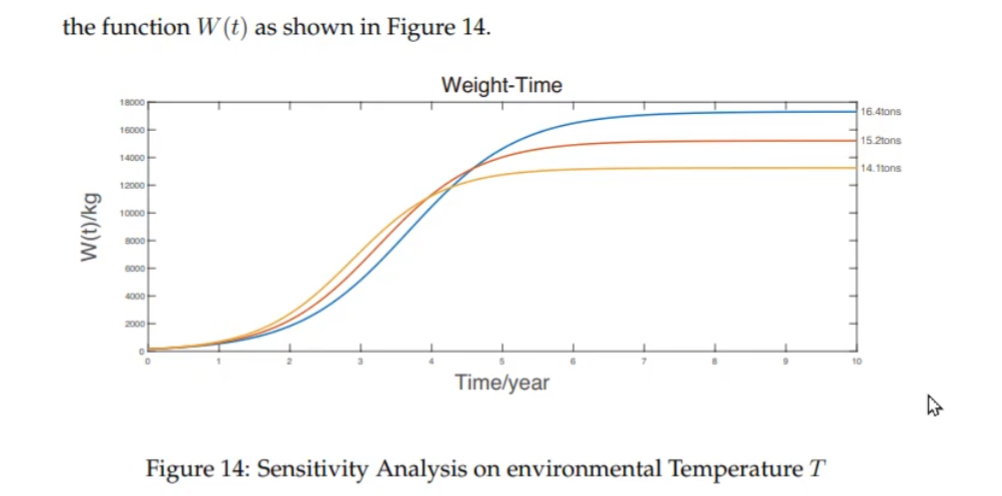 the function W(t) as shown in Figure 14.
Weight-Time
18000
16000
14000
12000
10000
8000
6000
4000
2000
0
W(t)/kg
16.4tons
15.2tons
14.1tons
0 1 2 3 4 5 6 7 8 9 10
Time/year
Figure 14: Sensitivity Analysis on environmental Temperature T